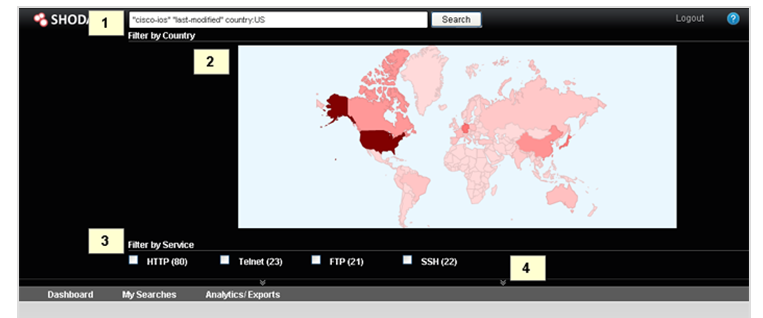 1
SHODA
"cisco-ios" "last-modified" country:US
Search
Logout
?
Filter by Country
2
3
Filter by Service
HTTP (80)
Telnet (23)
FTP (21)
SSH (22)
4
Dashboard
My Searches
Analytics/Exports